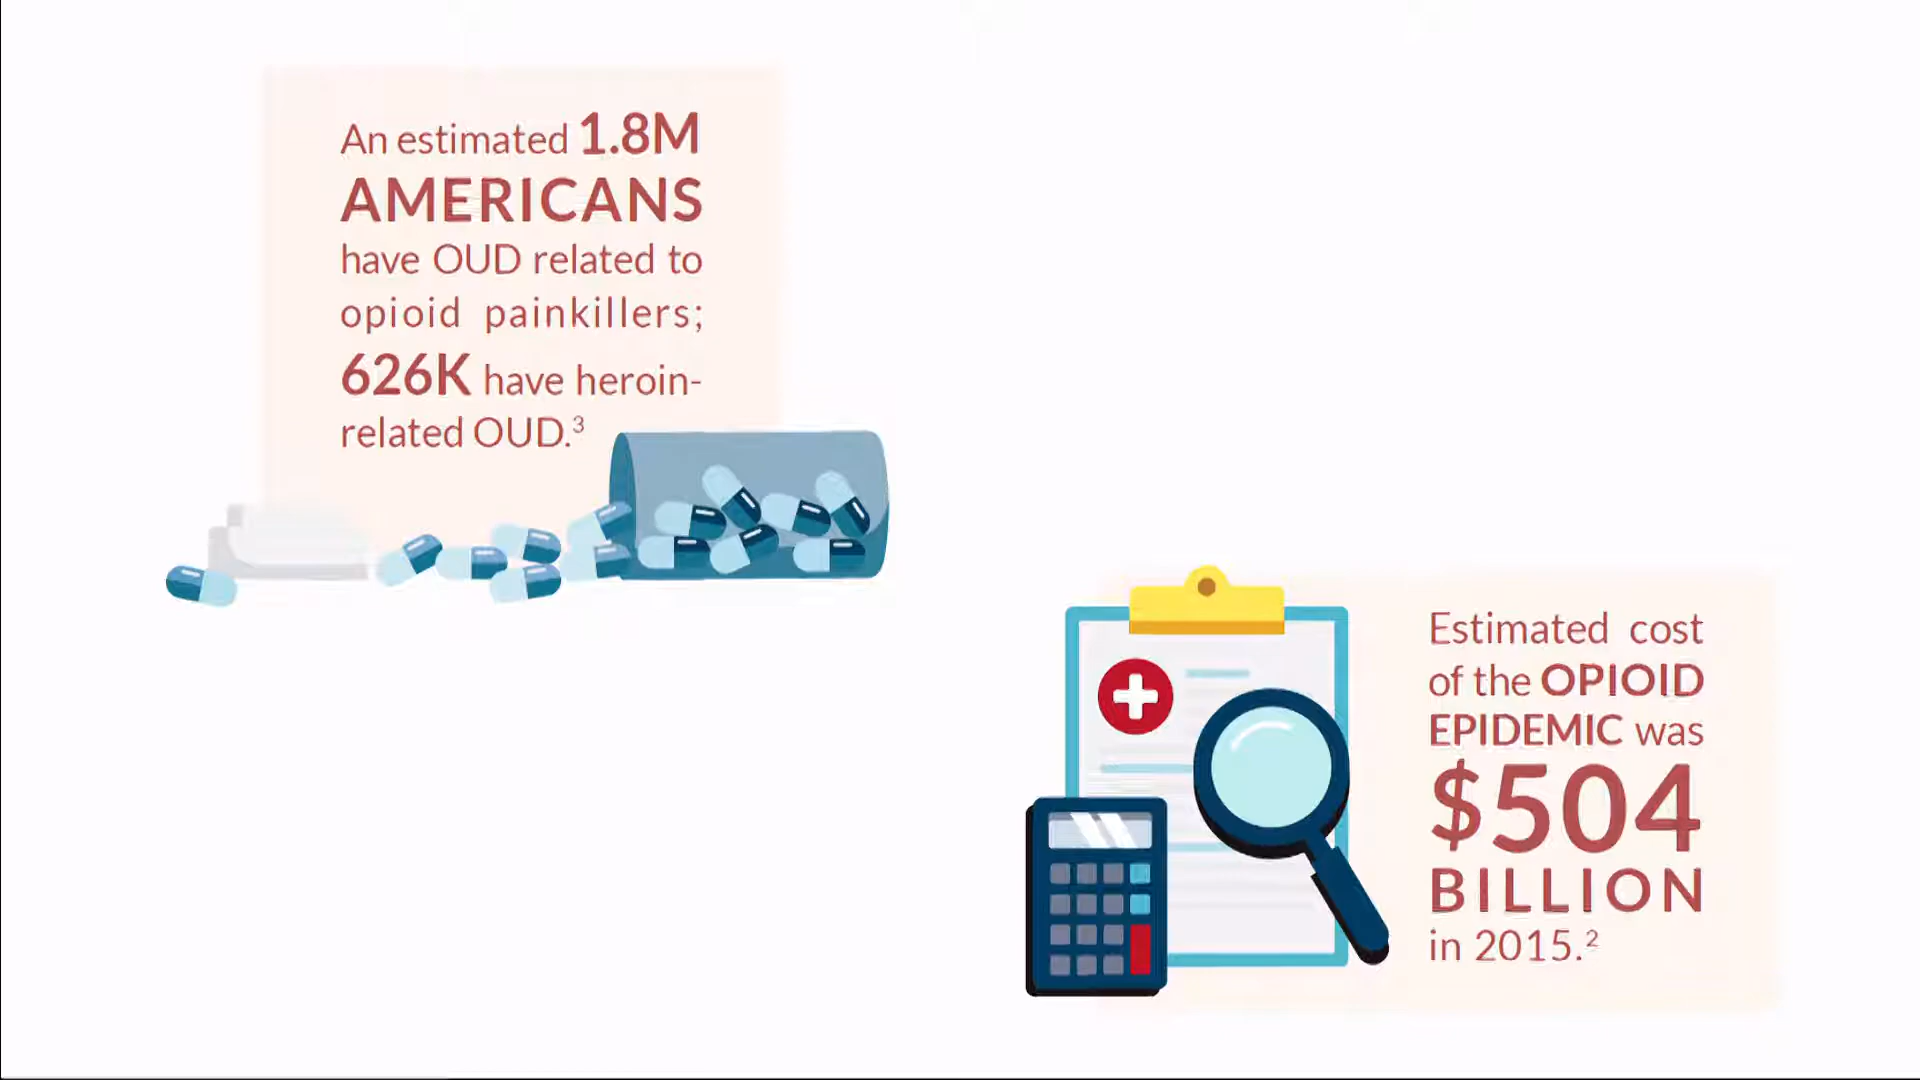 An estimated 1.8M
AMERICANS
have OUD related to
opioid painkillers;
626K have heroin-
related OUD.³
Estimated cost
of the OPIOID
EPIDEMIC was
$504
BILLION
in 2015.²